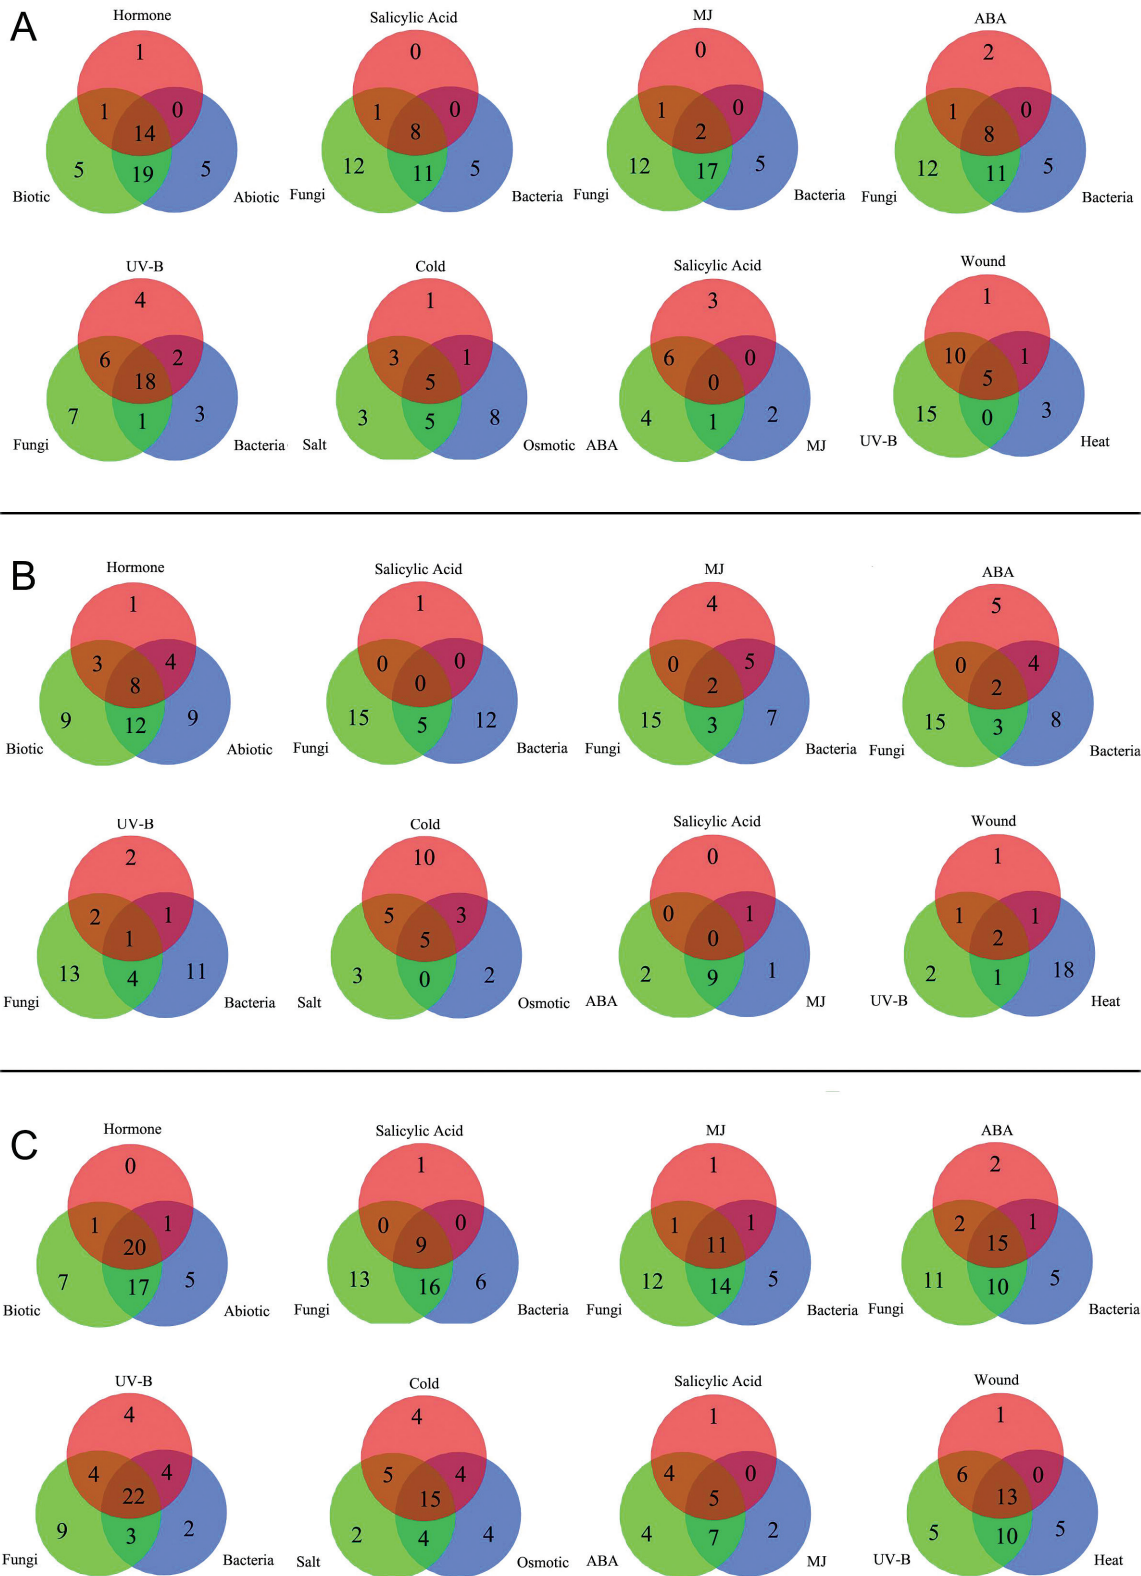 A
Hormone
1
1
0
14
5
19
5
Biotic
Abiotic
Salicylic Acid
0
1
0
8
12
11
5
Fungi
Bacteria
MJ
0
1
0
2
12
17
5
Fungi
Bacteria
ABA
2
1
0
8
12
11
5
Fungi
Bacteria
UV-B
4
6
2
18
7
1
3
Fungi
Bacteria
Cold
1
3
1
5
3
5
8
Salt
Osmotic
Salicylic Acid
3
6
0
0
4
1
2
ABA
MJ
Wound
1
10
1
5
15
0
3
UV-B
Heat
B
Hormone
1
3
4
8
9
12
9
Biotic
Abiotic
Salicylic Acid
1
0
0
0
15
5
12
Fungi
Bacteria
MJ
4
0
5
2
15
3
7
Fungi
Bacteria
ABA
5
0
4
2
15
3
8
Fungi
Bacteria
UV-B
2
2
1
1
13
4
11
Fungi
Bacteria
Cold
10
5
3
5
3
0
2
Salt
Osmotic
Salicylic Acid
0
0
1
0
2
9
1
ABA
MJ
Wound
1
1
1
2
2
1
18
UV-B
Heat
C
Hormone
0
1
1
20
7
17
5
Biotic
Abiotic
Salicylic Acid
1
0
0
9
13
16
6
Fungi
Bacteria
MJ
1
1
1
11
12
14
5
Fungi
Bacteria
ABA
2
2
1
15
11
10
5
Fungi
Bacteria
UV-B
4
4
4
22
9
3
2
Fungi
Bacteria
Cold
4
5
4
15
2
4
4
Salt
Osmotic
Salicylic Acid
1
4
0
5
4
7
2
ABA
MJ
Wound
1
6
0
13
5
10
5
UV-B
Heat